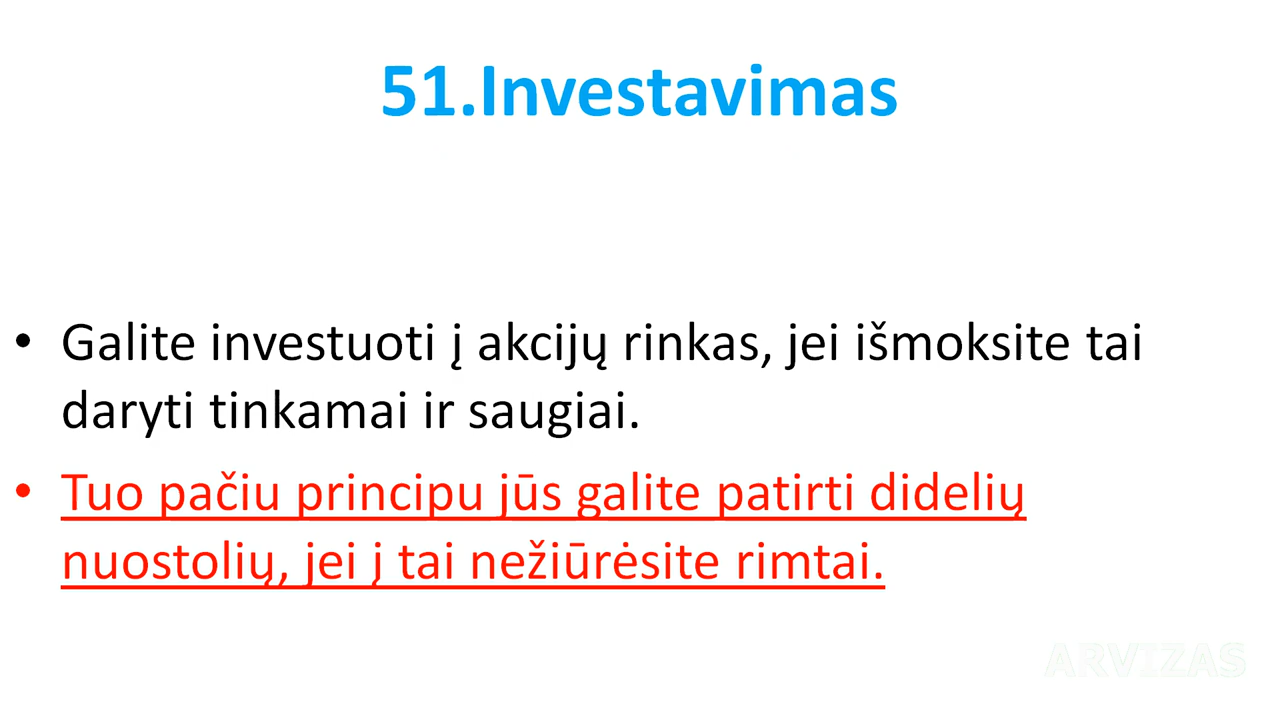 51.Investavimas
• Galite investuoti į akcijų rinkas, jei išmoksite tai
daryti tinkamai ir saugiai.
• Tuo pačiu principu jūs galite patirti didelių
nuostolių, jei į tai nežiūrėsite rimtai.
ARVIZAS